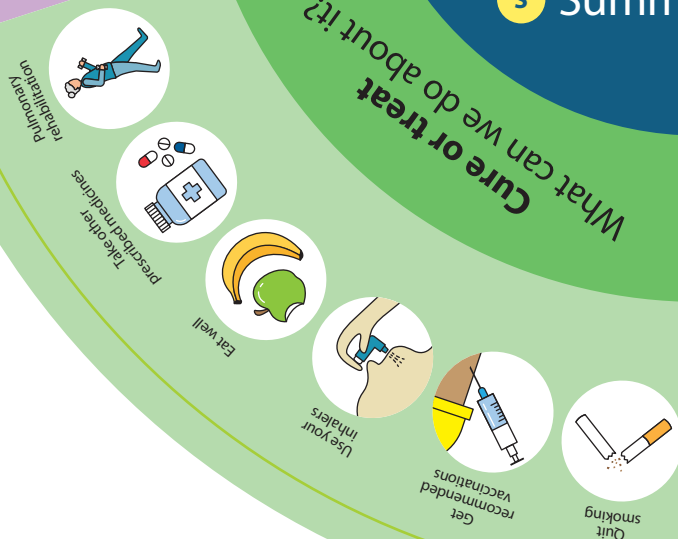 s Summ
Cure or treat
What can we do about it?
Quit
smoking
Get
recommended
vaccinations
Use your
inhalers
Eat well
Take other
prescribed medicines
Pulmonary
rehabilitation